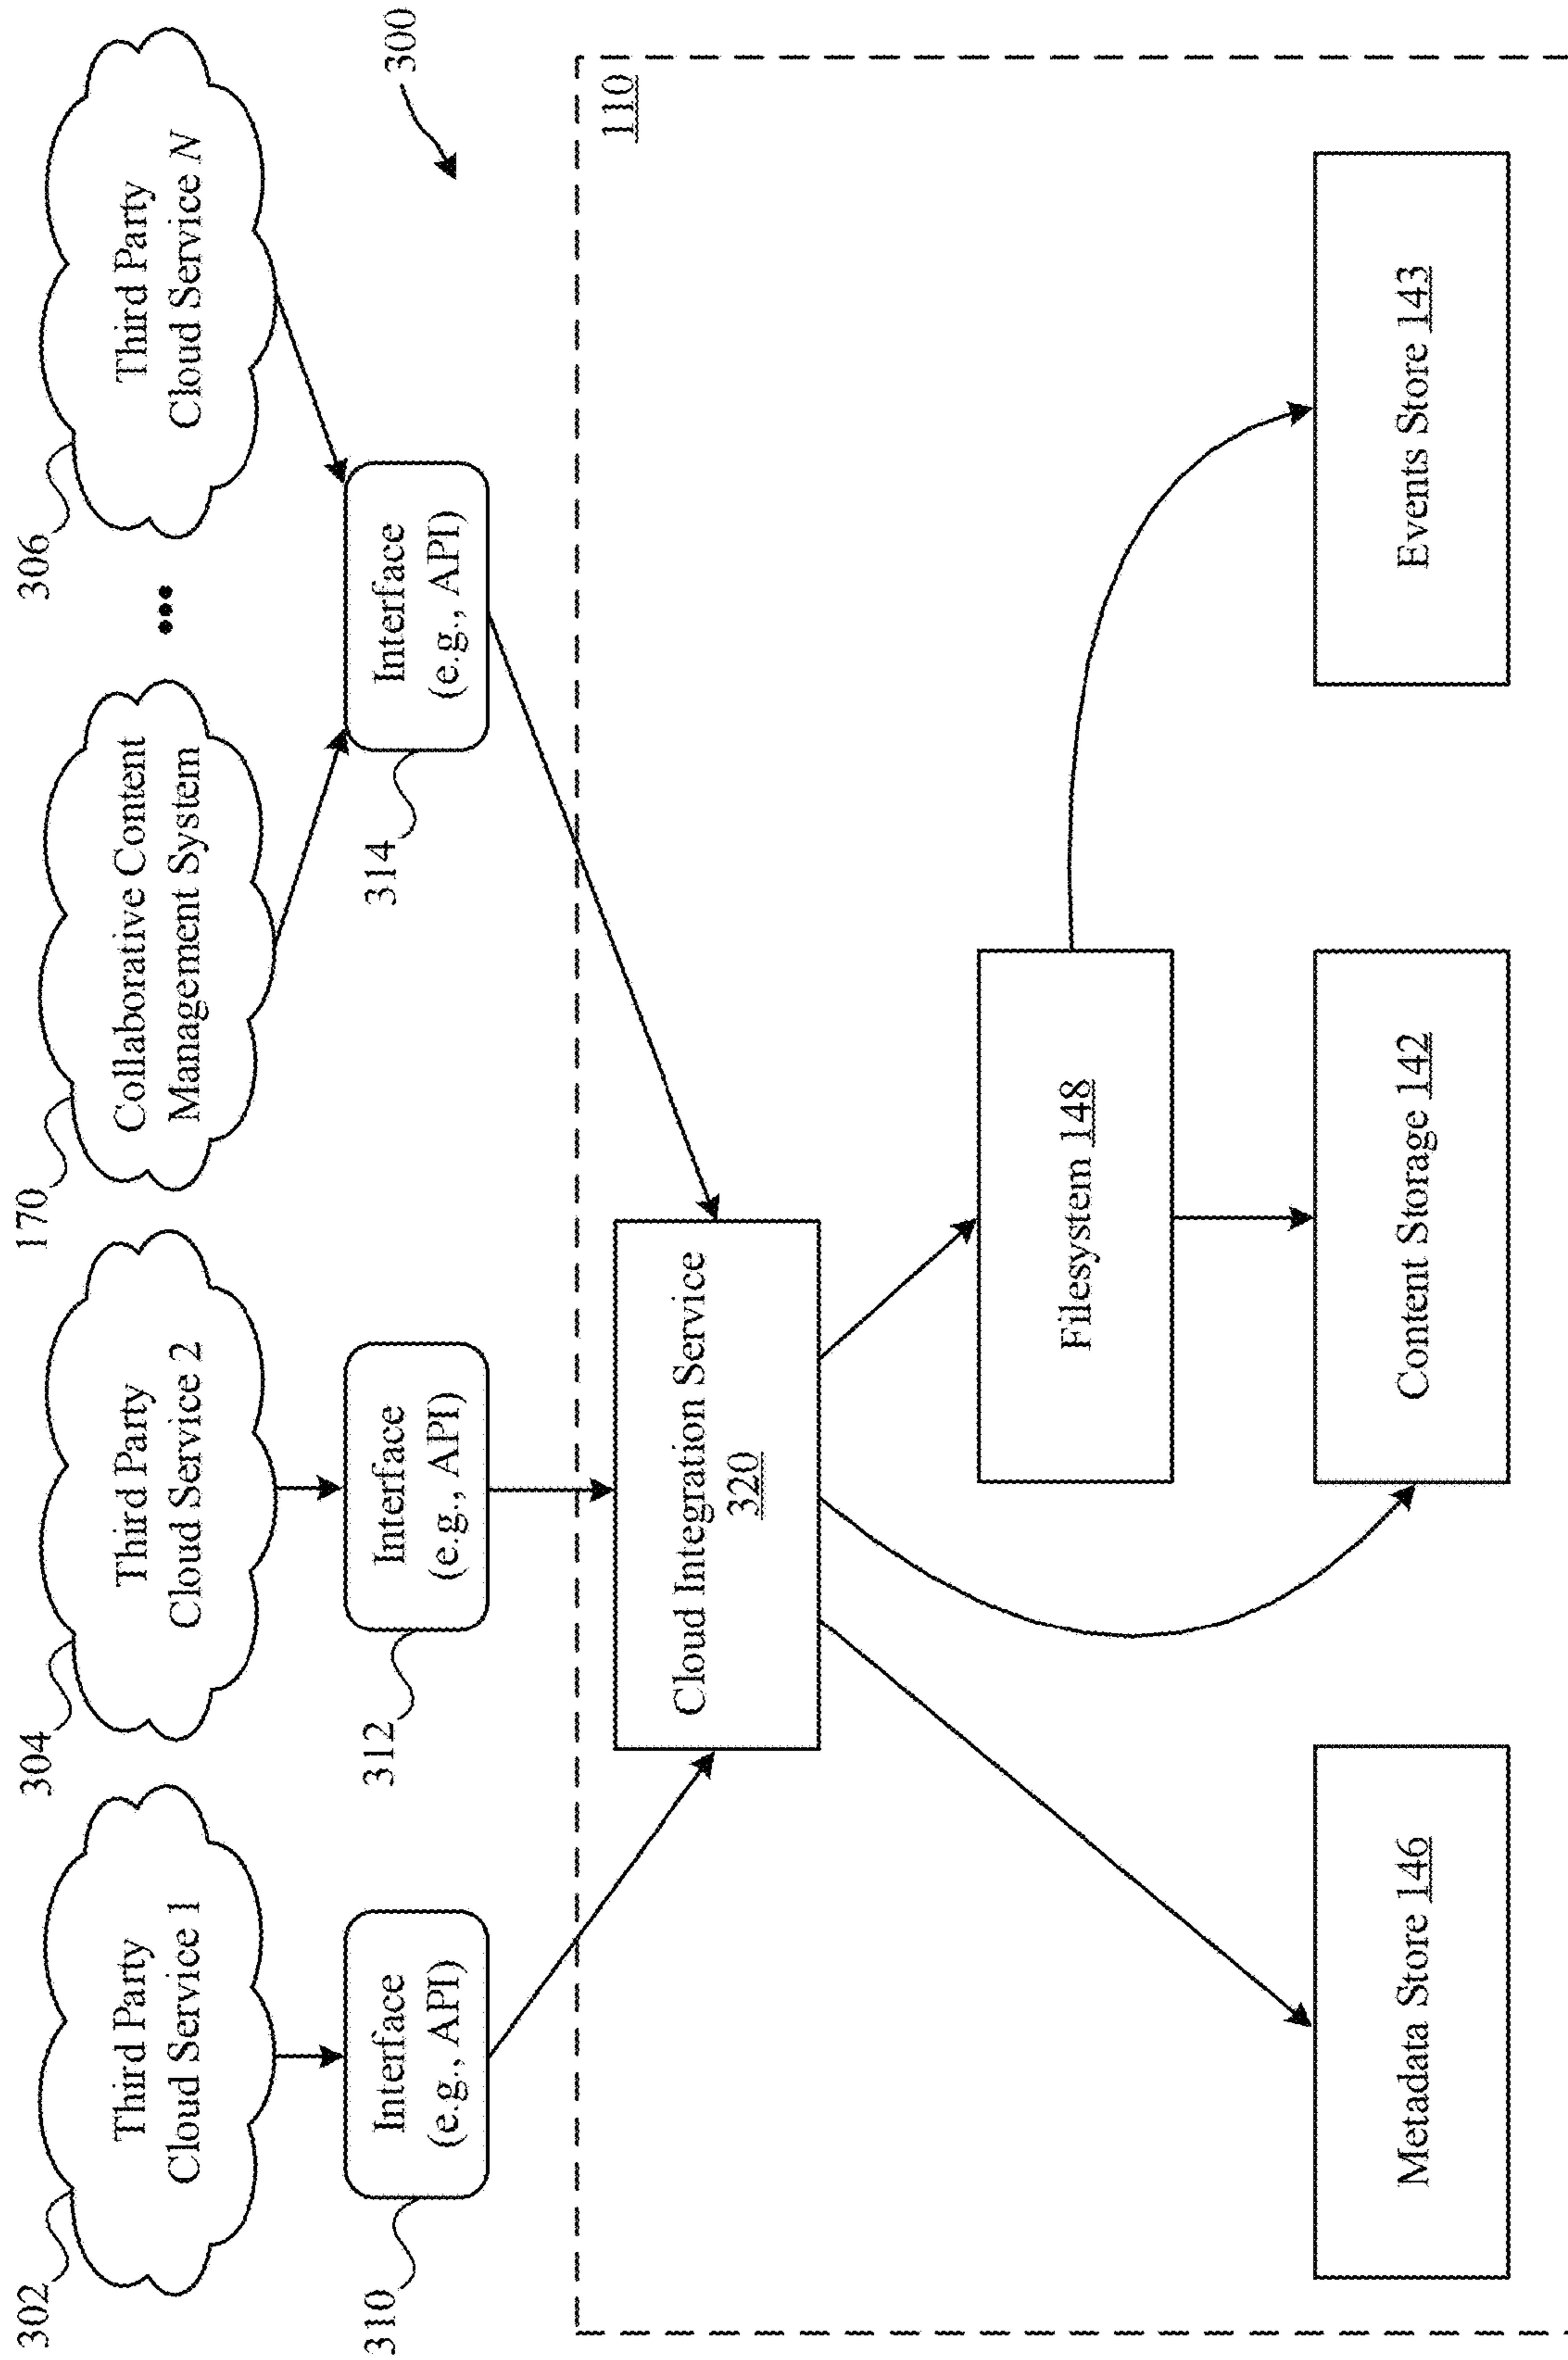 300
302
Third Party
Cloud Service 1
304
Third Party
Cloud Service 2
170
Collaborative Content
Management System
•••
306
Third Party
Cloud Service N
310
Interface
(e.g., API)
312
Interface
(e.g., API)
314
Interface
(e.g., API)
110
Cloud Integration Service
320
Filesystem 148
Metadata Store 146
Content Storage 142
Events Store 143